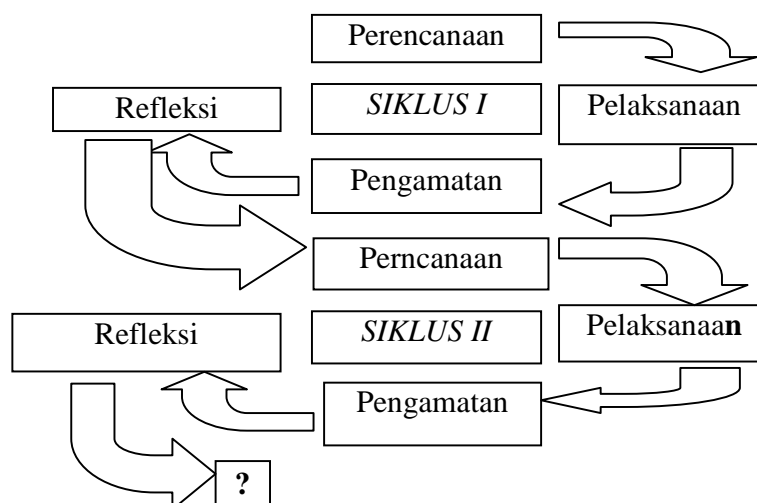 Perencanaan
Refleksi
SIKLUS I
Pelaksanaan
Pengamatan
Perncanaan
Refleksi
SIKLUS II
Pelaksanaan
Pengamatan
?